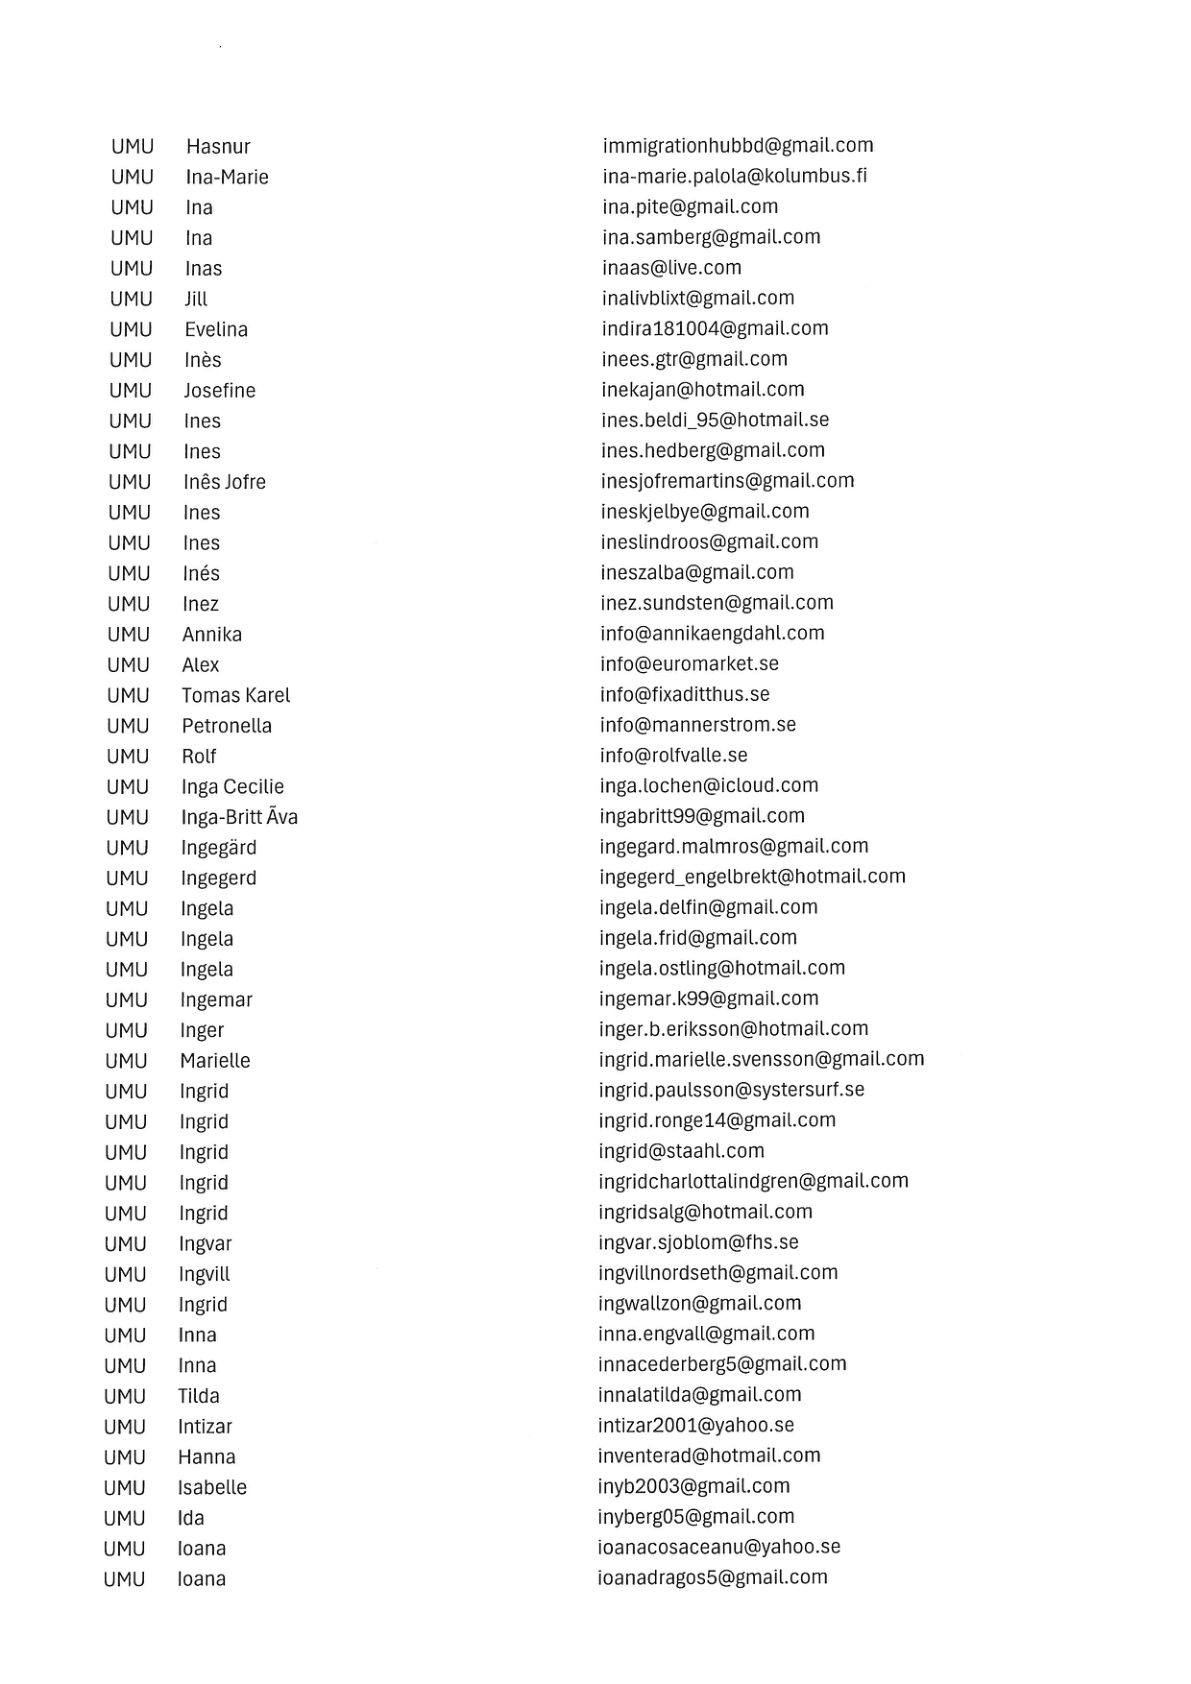 UMU Hasnur immigrationhubbd@gmail.com
UMU Ina-Marie ina-marie.palola@kolumbus.fi
UMU Ina ina.pite@gmail.com
UMU Ina ina.samberg@gmail.com
UMU Inas inaas@live.com
UMU Jill inalivblixt@gmail.com
UMU Evelina indira181004@gmail.com
UMU Inès inees.gtr@gmail.com
UMU Josefine inekajan@hotmail.com
UMU Ines ines.beldi_95@hotmail.se
UMU Ines ines.hedberg@gmail.com
UMU Inês Jofre inesjofremartins@gmail.com
UMU Ines ineskjelbye@gmail.com
UMU Ines ineslindroos@gmail.com
UMU Inés ineszalba@gmail.com
UMU Inez inez.sundsten@gmail.com
UMU Annika info@annikaengdahl.com
UMU Alex info@euromarket.se
UMU Tomas Karel info@fixaditthus.se
UMU Petronella info@mannerstrom.se
UMU Rolf info@rolfvalle.se
UMU Inga Cecilie inga.lochen@icloud.com
UMU Inga-Britt Ãva ingabritt99@gmail.com
UMU Ingegärd ingegard.malmros@gmail.com
UMU Ingegerd ingegerd_engelbrekt@hotmail.com
UMU Ingela ingela.delfin@gmail.com
UMU Ingela ingela.frid@gmail.com
UMU Ingela ingela.ostling@hotmail.com
UMU Ingemar ingemar.k99@gmail.com
UMU Inger inger.b.eriksson@hotmail.com
UMU Marielle ingrid.marielle.svensson@gmail.com
UMU Ingrid ingrid.paulsson@systersurf.se
UMU Ingrid ingrid.ronge14@gmail.com
UMU Ingrid ingrid@staahl.com
UMU Ingrid ingridcharlottalindgren@gmail.com
UMU Ingrid ingridsalg@hotmail.com
UMU Ingvar ingvar.sjoblom@fhs.se
UMU Ingvill ingvillnordseth@gmail.com
UMU Ingrid ingwallzon@gmail.com
UMU Inna inna.engvall@gmail.com
UMU Inna innacederberg5@gmail.com
UMU Tilda innalatilda@gmail.com
UMU Intizar intizar2001@yahoo.se
UMU Hanna inventerad@hotmail.com
UMU Isabelle inyb2003@gmail.com
UMU Ida inyberg05@gmail.com
UMU Ioana ioanacosaceanu@yahoo.se
UMU Ioana ioanadragos5@gmail.com